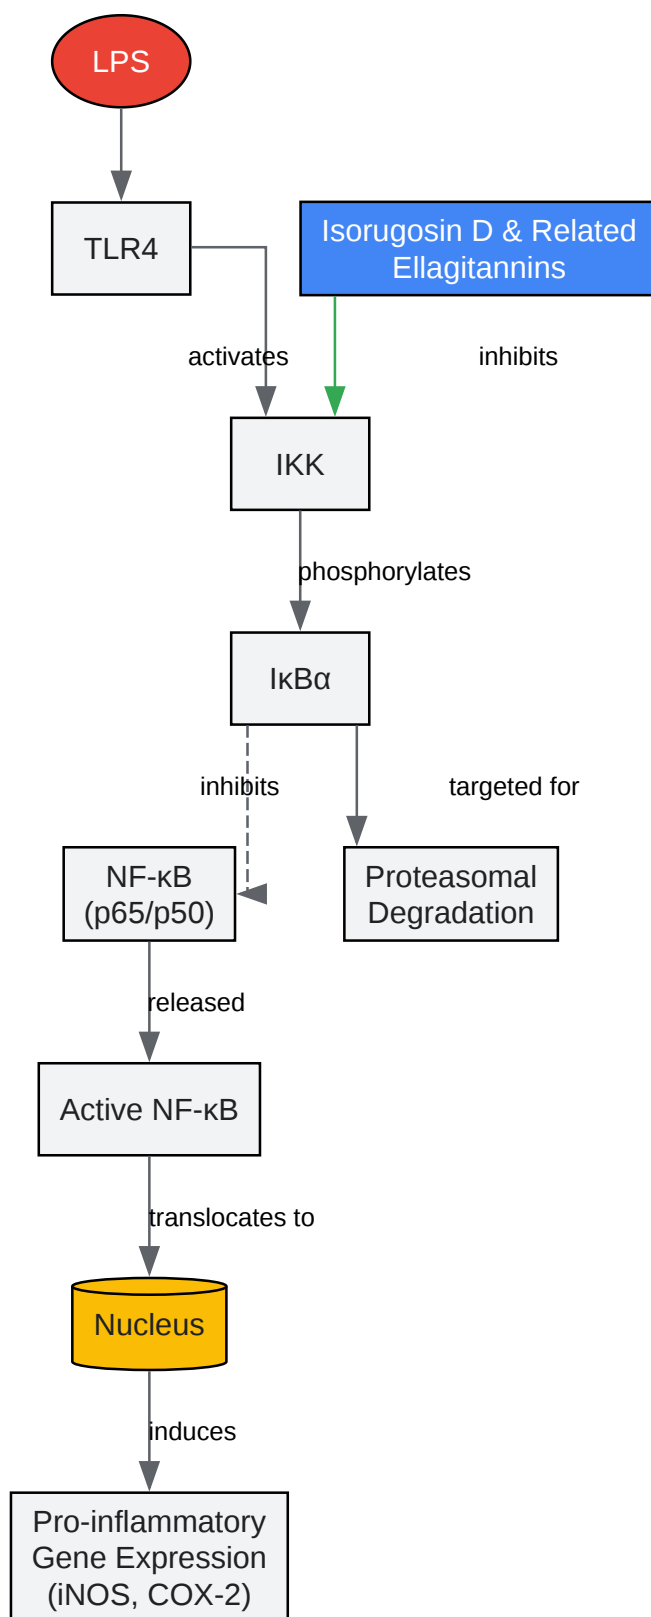 LPS
TLR4
Isorugosin D & Related
Ellagitannins
activates
inhibits
IKK
phosphorylates
IκBα
inhibits
targeted for
NF-κB
(p65/p50)
Proteasomal
Degradation
released
Active NF-κB
translocates to
Nucleus
induces
Pro-inflammatory
Gene Expression
(iNOS, COX-2)